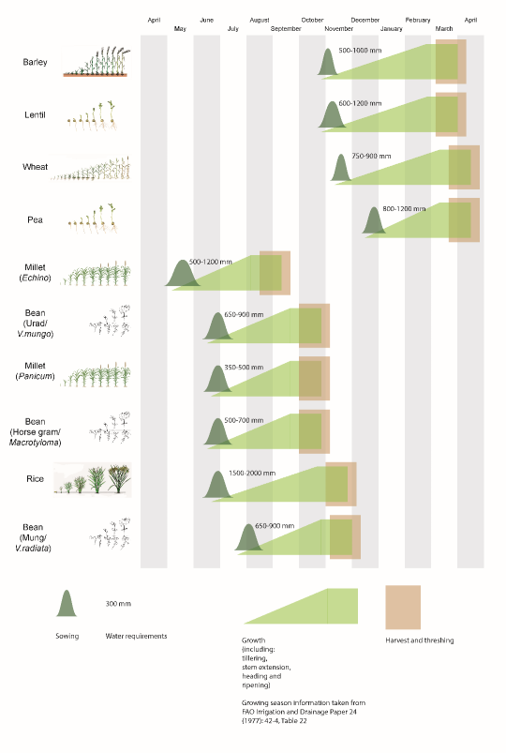 April June August October December February April
May July September November January March
Barley
500-1000 mm
Lentil
600-1200 mm
Wheat
750-900 mm
Pea
800-1200 mm
Millet
(Echino)
500-1200 mm
Bean
(Urad/
V.mungo)
650-900 mm
Millet
(Panicum)
350-500 mm
Bean
(Horse gram/
Macrotyloma)
500-700 mm
Rice
1500-2000 mm
Bean
(Mung/
V.radiata)
650-900 mm
300 mm
Sowing Water requirements
Growth
(including:
tillering,
stem extension,
heading and
ripening)
Harvest and threshing
Growing season information taken from
FAO Irrigation and Drainage Paper 24
(1977): 42-4, Table 22